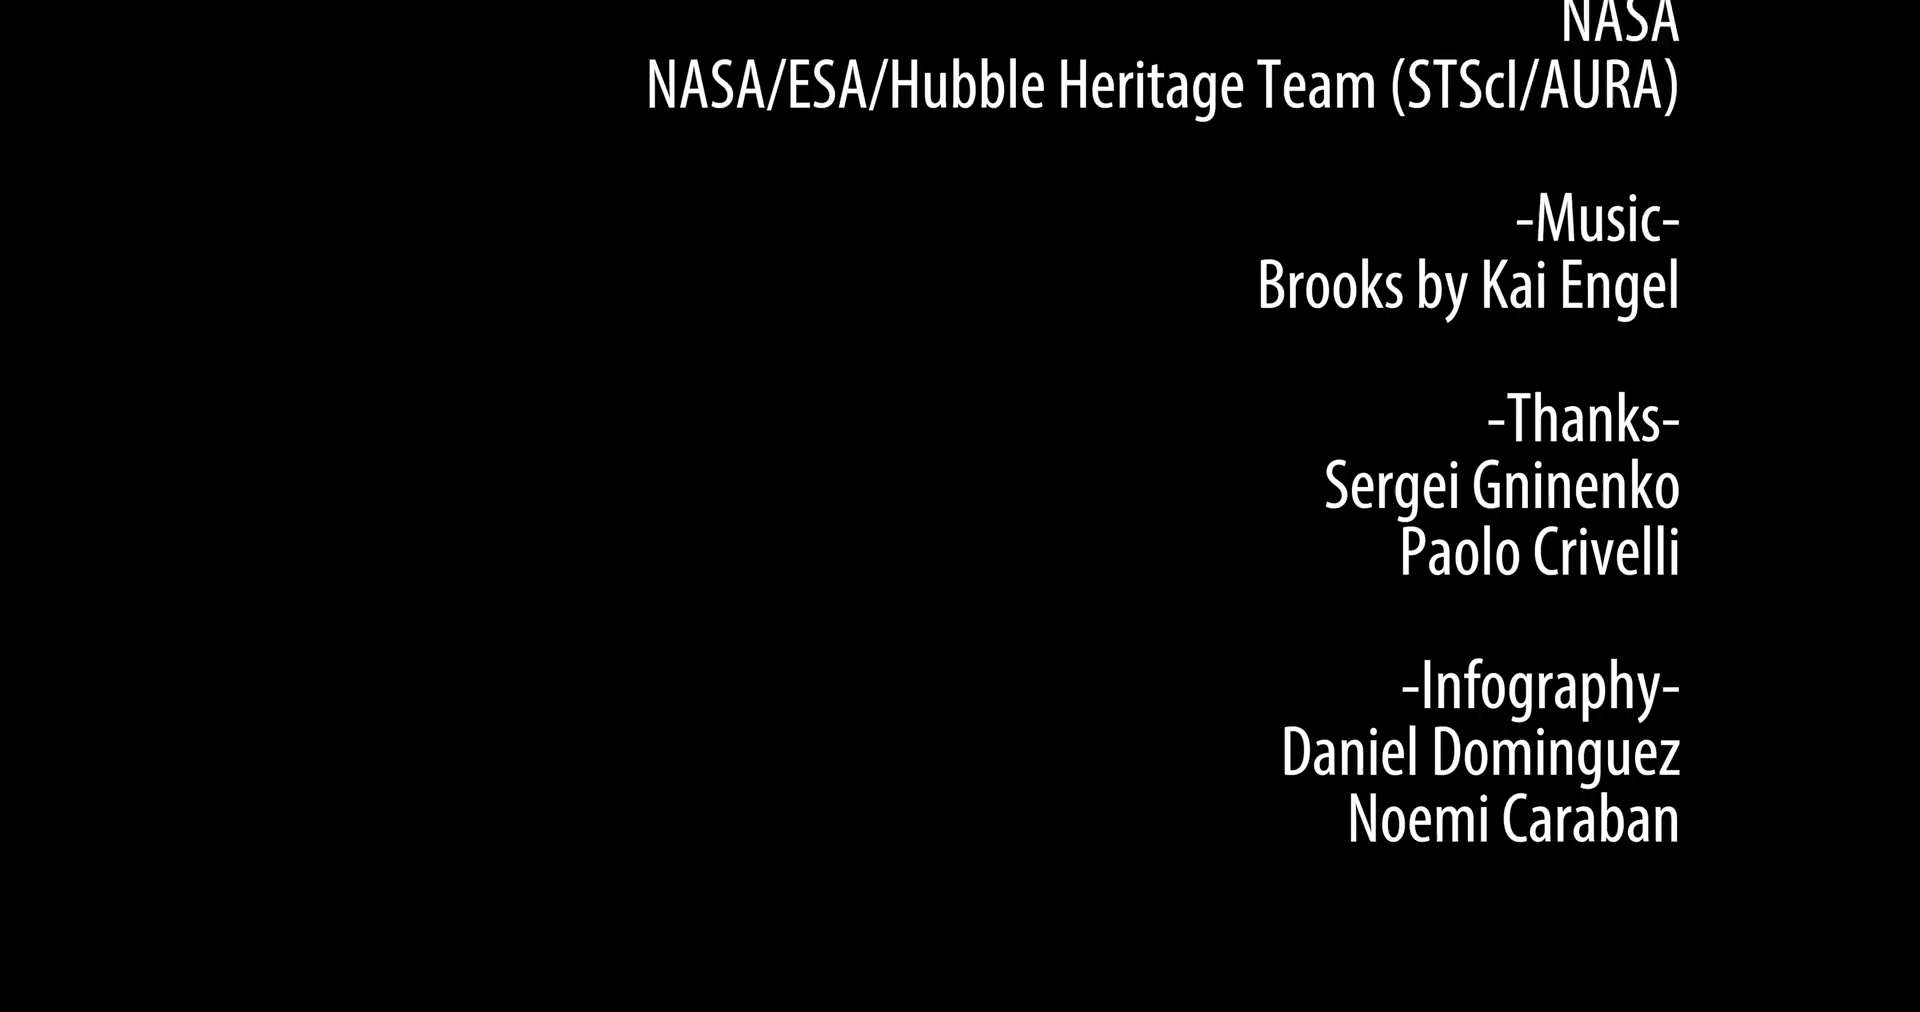 NASA
NASA/ESA/Hubble Heritage Team (STScI/AURA)
-Music-
Brooks by Kai Engel
-Thanks-
Sergei Gninenko
Paolo Crivelli
-Infography-
Daniel Dominguez
Noemi Caraban